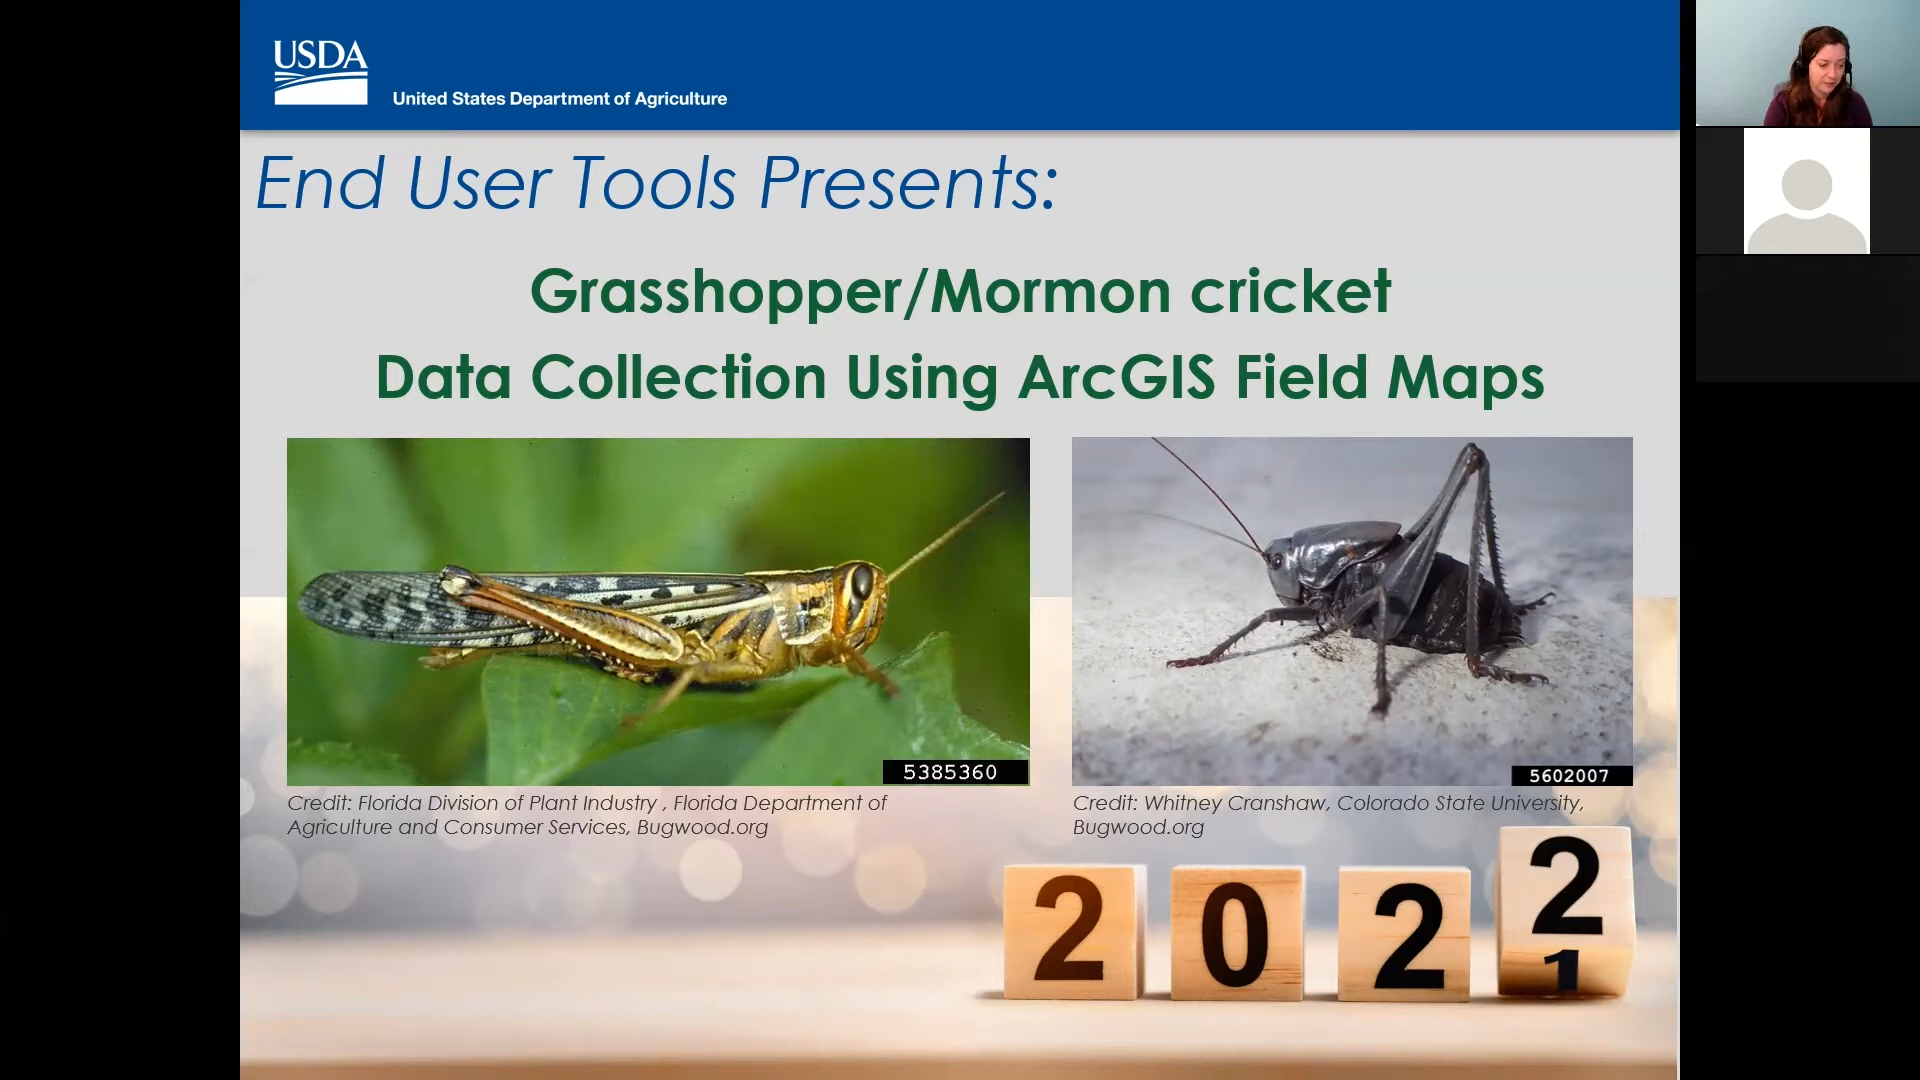 USDA
United States Department of Agriculture
End User Tools Presents:
Grasshopper/Mormon cricket
Data Collection Using ArcGIS Field Maps
5385360
5602007
Credit: Florida Division of Plant Industry , Florida Department of
Agriculture and Consumer Services, Bugwood.org
Credit: Whitney Cranshaw, Colorado State University,
Bugwood.org
2 0 2 2
1